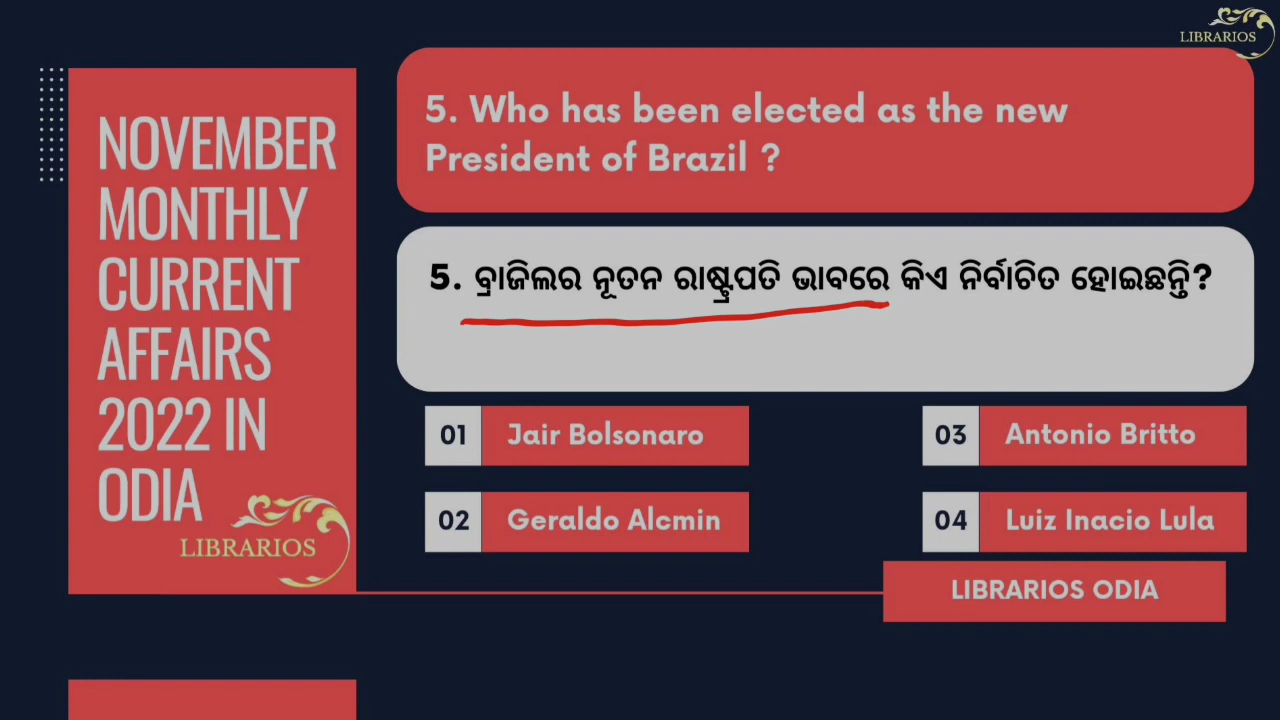 LIBRARIOS
NOVEMBER
MONTHLY
CURRENT
AFFAIRS
2022 IN
ODIA
LIBRARIOS
5. Who has been elected as the new
President of Brazil ?
5. ବ୍ରାଜିଲର ନୂତନ ରାଷ୍ଟ୍ରପତି ଭାବରେ କିଏ ନିର୍ବାଚିତ ହୋଇଛନ୍ତି?
01 Jair Bolsonaro
02 Geraldo Alcmin
03 Antonio Britto
04 Luiz Inacio Lula
LIBRARIOS ODIA